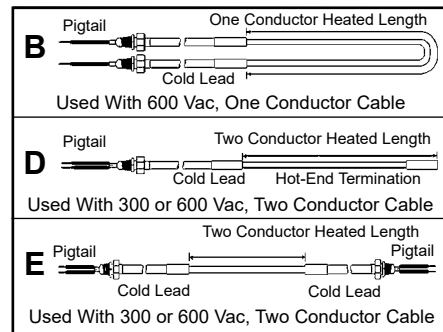 One Conductor Heated Length
Pigtail
B
Cold Lead
Used With 600 Vac, One Conductor Cable
Pigtail
Two Conductor Heated Length
D
Cold Lead
Hot-End Termination
Used With 300 or 600 Vac, Two Conductor Cable
Two Conductor Heated Length
Pigtail
Pigtail
E
Cold Lead
Cold Lead
Used With 300 or 600 Vac, Two Conductor Cable